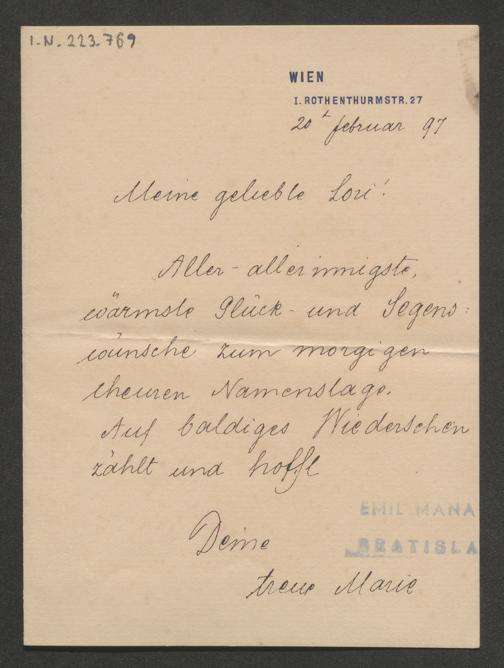 I.N. 223.769
WIEN
I. ROTHENTHURMSTR. 27
20t februar 97
Meine geliebte Lori!
Aller-allerinnigste,
wärmste Glück- und Segens:
wünsche zum morgigen
theuren Namenstage.
Auf baldiges Wiedersehen
zählt und hofft
EMIL MANA
Deine
BRATISLA
treue Marie